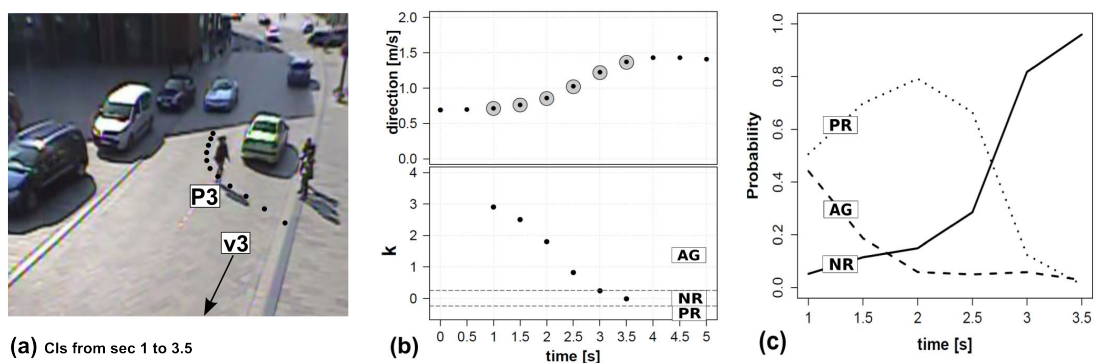 P3
v3
(a) CIs from sec 1 to 3.5
direction [m/s]
2.0
1.5
1.0
0.5
0.0
k
4
3
2
1
0
AG
NR
PR
0 0.5 1 1.5 2 2.5 3 3.5 4 4.5 5
(b) time [s]
Probability
1.0
0.8
0.6
0.4
0.2
0.0
PR
AG
NR
1 1.5 2 2.5 3 3.5
(c) time [s]